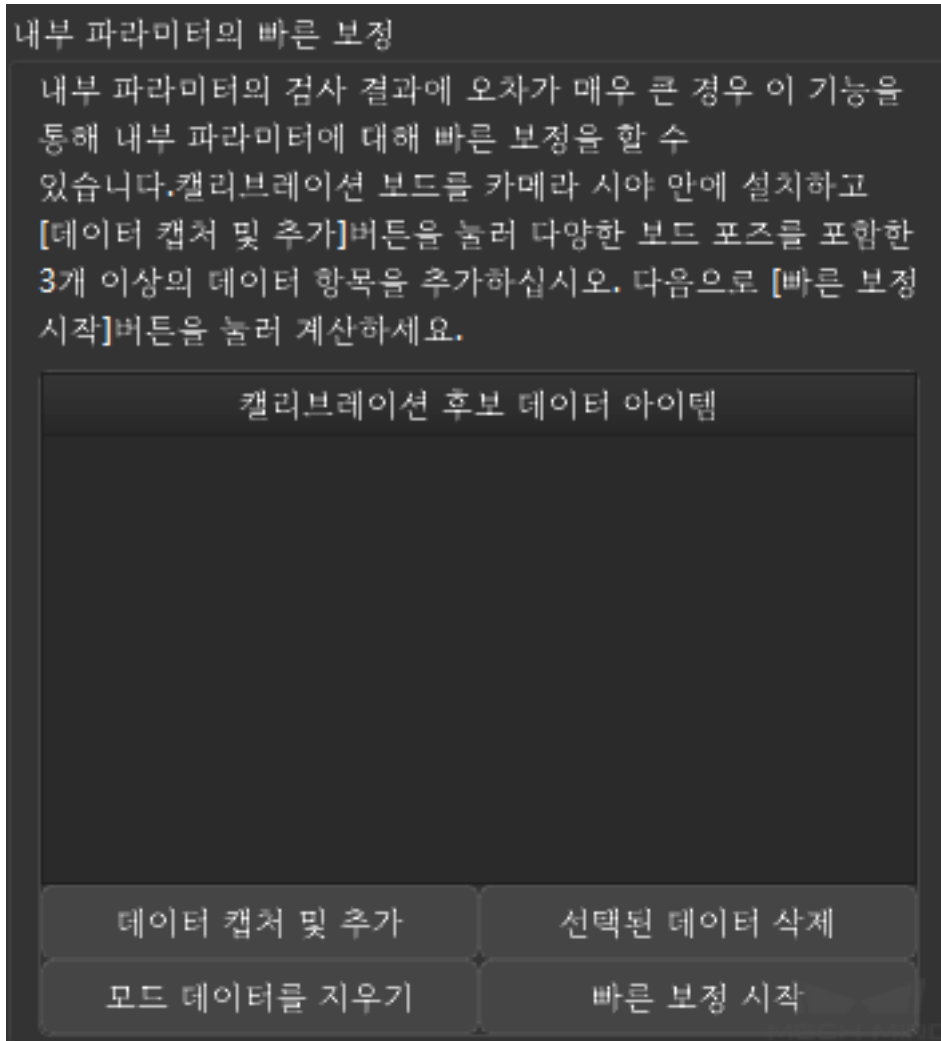 내부 파라미터의 빠른 보정
내부 파라미터의 검사 결과에 오차가 매우 큰 경우 이 기능을
통해 내부 파라미터에 대해 빠른 보정을 할 수
있습니다.캘리브레이션 보드를 카메라 시야 안에 설치하고
[데이터 캡처 및 추가]버튼을 눌러 다양한 보드 포즈를 포함한
3개 이상의 데이터 항목을 추가하십시오. 다음으로 [빠른 보정
시작]버튼을 눌러 계산하세요.
캘리브레이션 후보 데이터 아이템
데이터 캡처 및 추가 선택된 데이터 삭제
모드 데이터를 지우기 빠른 보정 시작